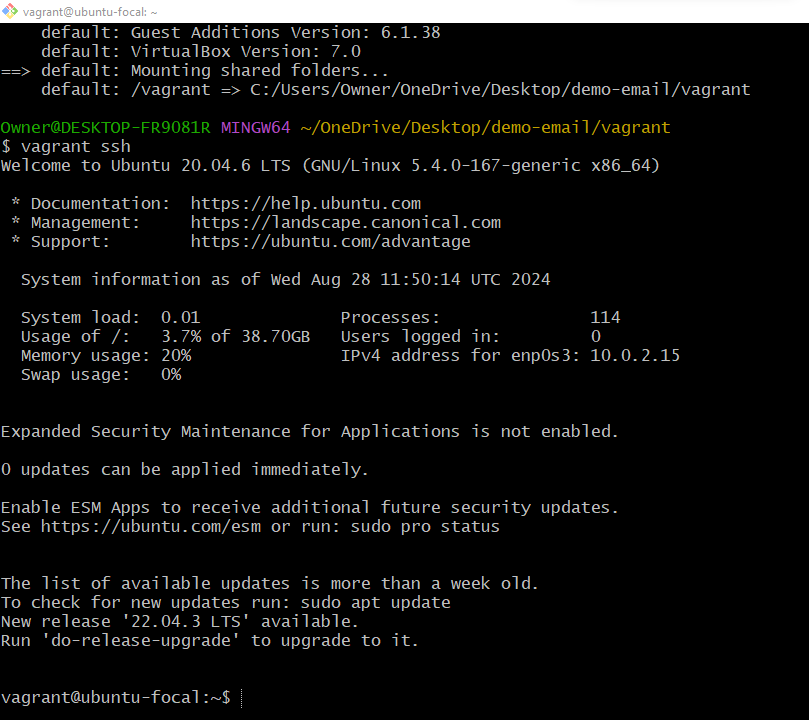 vagrant@ubuntu-focal: ~
default: Guest Additions Version: 6.1.38
default: VirtualBox Version: 7.0
==> default: Mounting shared folders...
default: /vagrant => C:/Users/Owner/OneDrive/Desktop/demo-email/vagrant
Owner@DESKTOP-FR9081R MINGW64 ~/OneDrive/Desktop/demo-email/vagrant
$ vagrant ssh
Welcome to Ubuntu 20.04.6 LTS (GNU/Linux 5.4.0-167-generic x86_64)
* Documentation:  https://help.ubuntu.com
* Management:     https://landscape.canonical.com
* Support:        https://ubuntu.com/advantage
System information as of Wed Aug 28 11:50:14 UTC 2024
System load:  0.01              Processes:               114
Usage of /:   3.7% of 38.70GB   Users logged in:         0
Memory usage: 20%               IPv4 address for enp0s3: 10.0.2.15
Swap usage:   0%
Expanded Security Maintenance for Applications is not enabled.
0 updates can be applied immediately.
Enable ESM Apps to receive additional future security updates.
See https://ubuntu.com/esm or run: sudo pro status
The list of available updates is more than a week old.
To check for new updates run: sudo apt update
New release '22.04.3 LTS' available.
Run 'do-release-upgrade' to upgrade to it.
vagrant@ubuntu-focal:~$